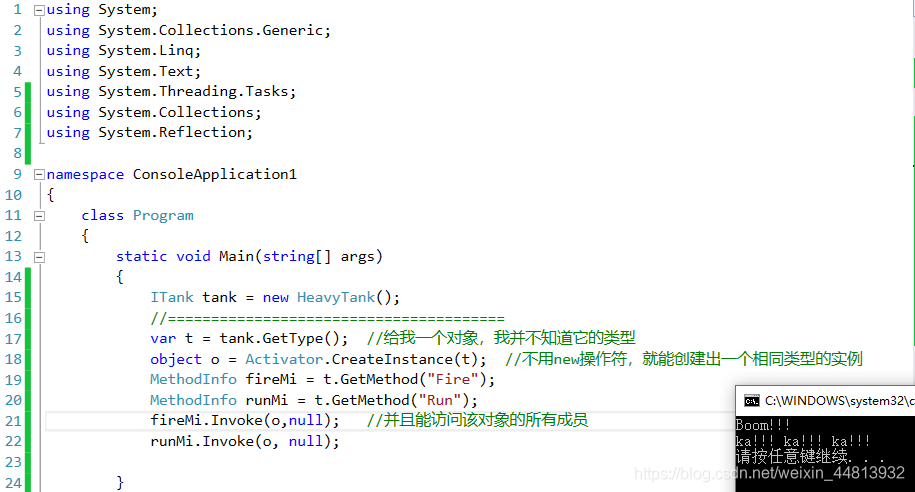 1 using System;
2 using System.Collections.Generic;
3 using System.Linq;
4 using System.Text;
5 using System.Threading.Tasks;
6 using System.Collections;
7 using System.Reflection;
8
9 namespace ConsoleApplication1
10 {
11 class Program
12 {
13 static void Main(string[] args)
14 {
15 ITank tank = new HeavyTank();
16 //=======================================
17 var t = tank.GetType(); //给我一个对象，我并不知道它的类型
18 object o = Activator.CreateInstance(t); //不用new操作符，就能创建出一个相同类型的实例
19 MethodInfo fireMi = t.GetMethod("Fire");
20 MethodInfo runMi = t.GetMethod("Run");
21 fireMi.Invoke(o,null); //并且能访问该对象的所有成员
22 runMi.Invoke(o, null);
23
24 }
C:\WINDOWS\system32\c
Boom!!!
ka!!! ka!!! ka!!!
请按任意键继续. . .
https://blog.csdn.net/weixin_44813932